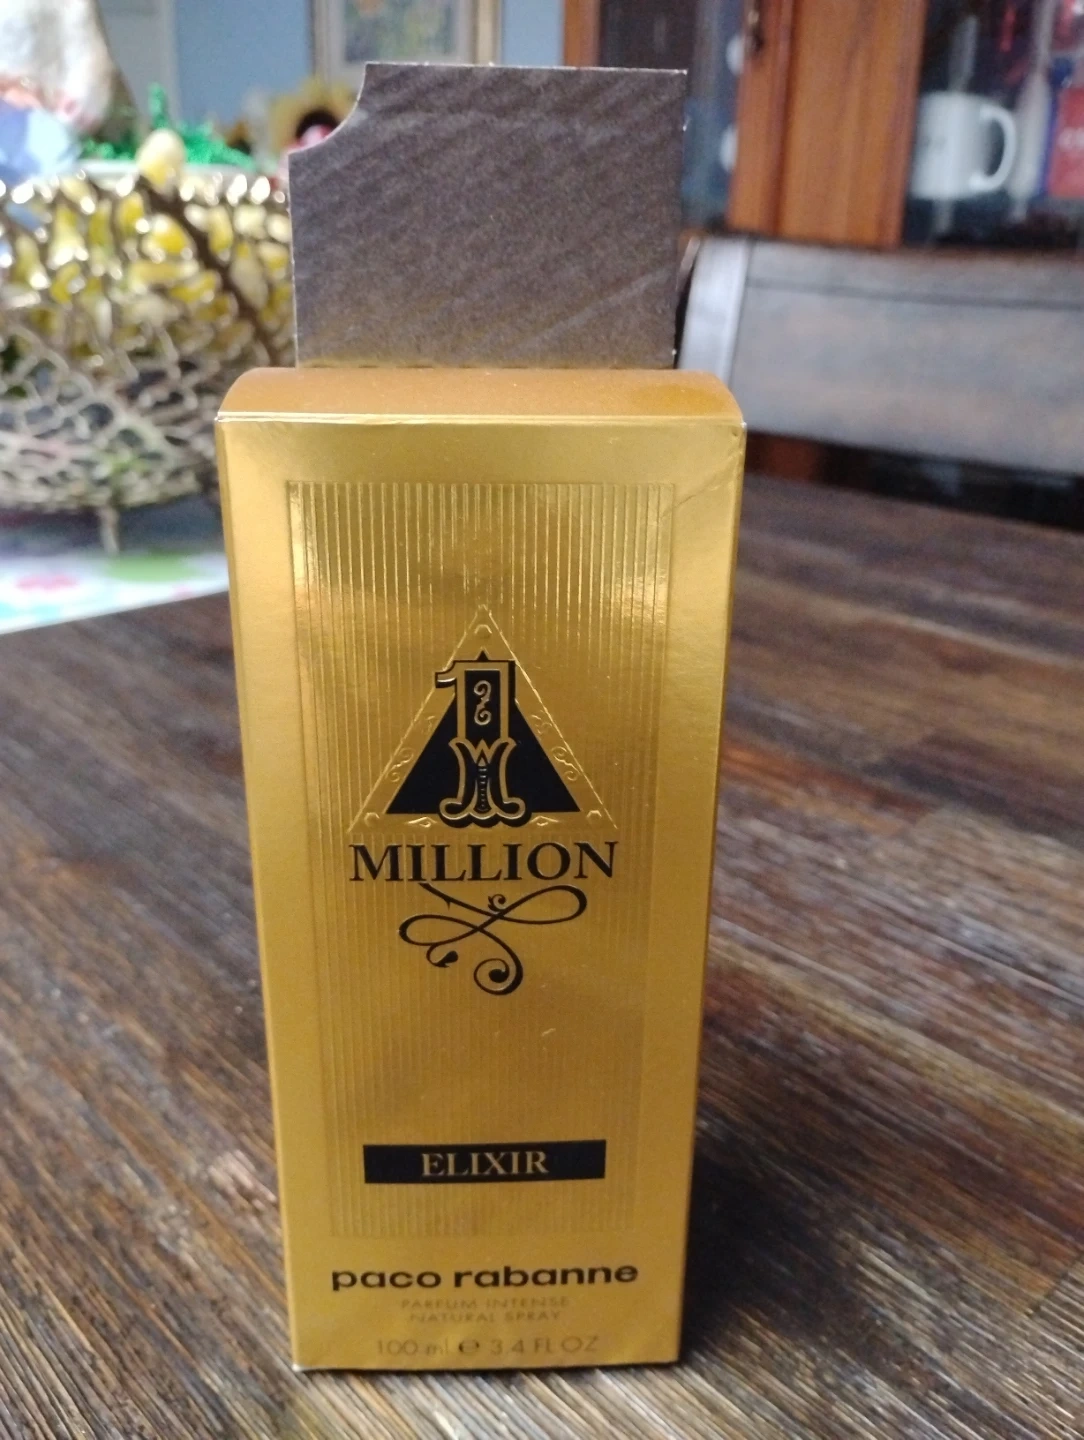 1
MILLION
ELIXIR
paco rabanne
PARFUM INTENSE
NATURAL SPRAY
100 ml ℮ 3.4 FL OZ